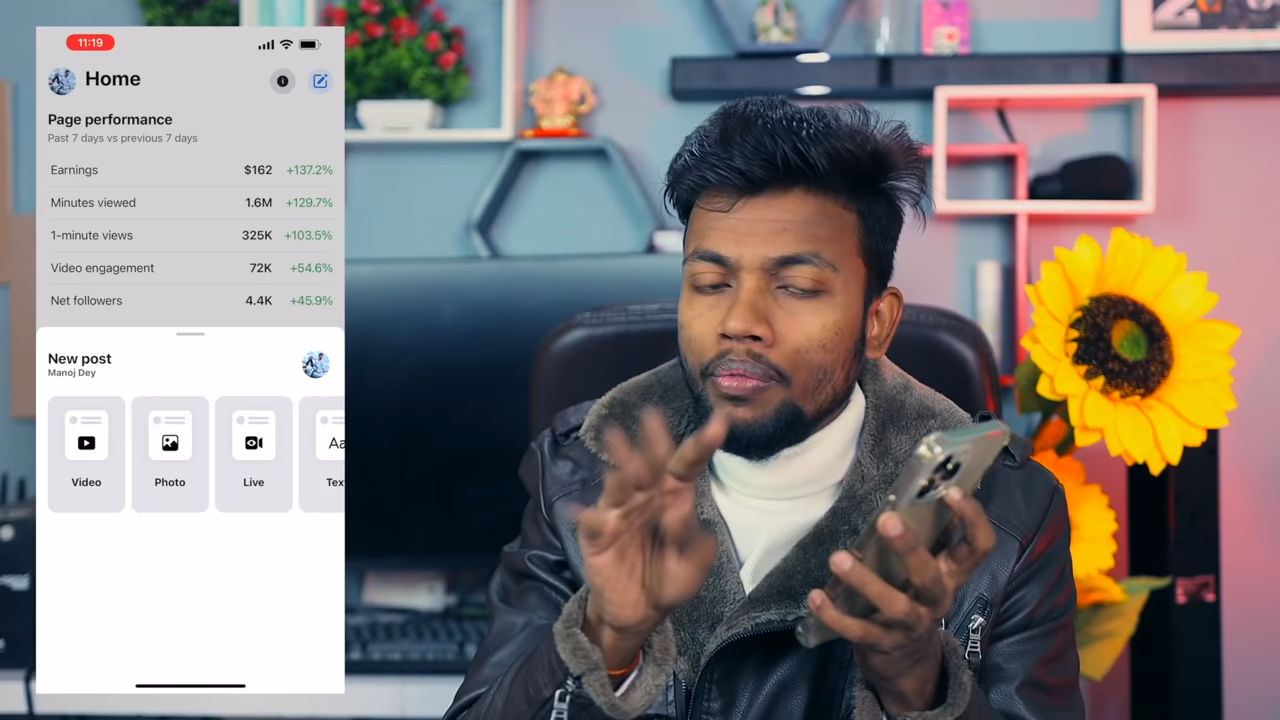 11:19
Home
Page performance
Past 7 days vs previous 7 days
Earnings $162 +137.2%
Minutes viewed 1.6M +129.7%
1-minute views 325K +103.5%
Video engagement 72K +54.6%
Net followers 4.4K +45.9%
New post
Manoj Dey
Video Photo Live Tex
Aa